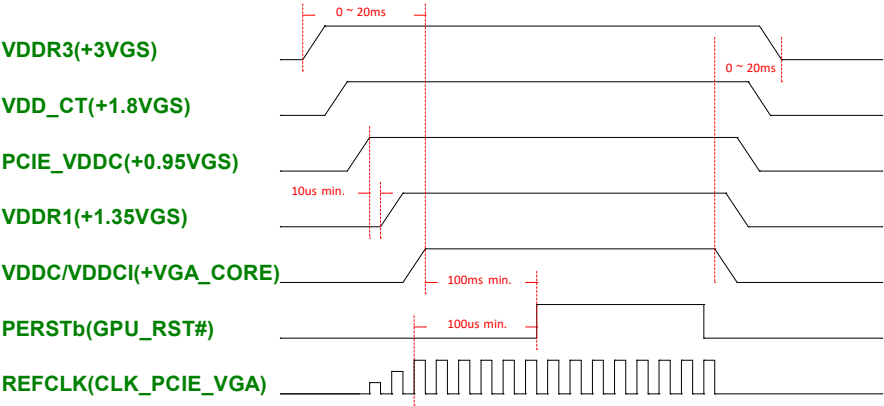 0 ~ 20ms
VDDR3(+3VGS)
0 ~ 20ms
VDD_CT(+1.8VGS)
PCIE_VDDC(+0.95VGS)
10us min.
VDDR1(+1.35VGS)
VDDC/VDDCI(+VGA_CORE)
100ms min.
PERSTb(GPU_RST#)
100us min.
REFCLK(CLK_PCIE_VGA)